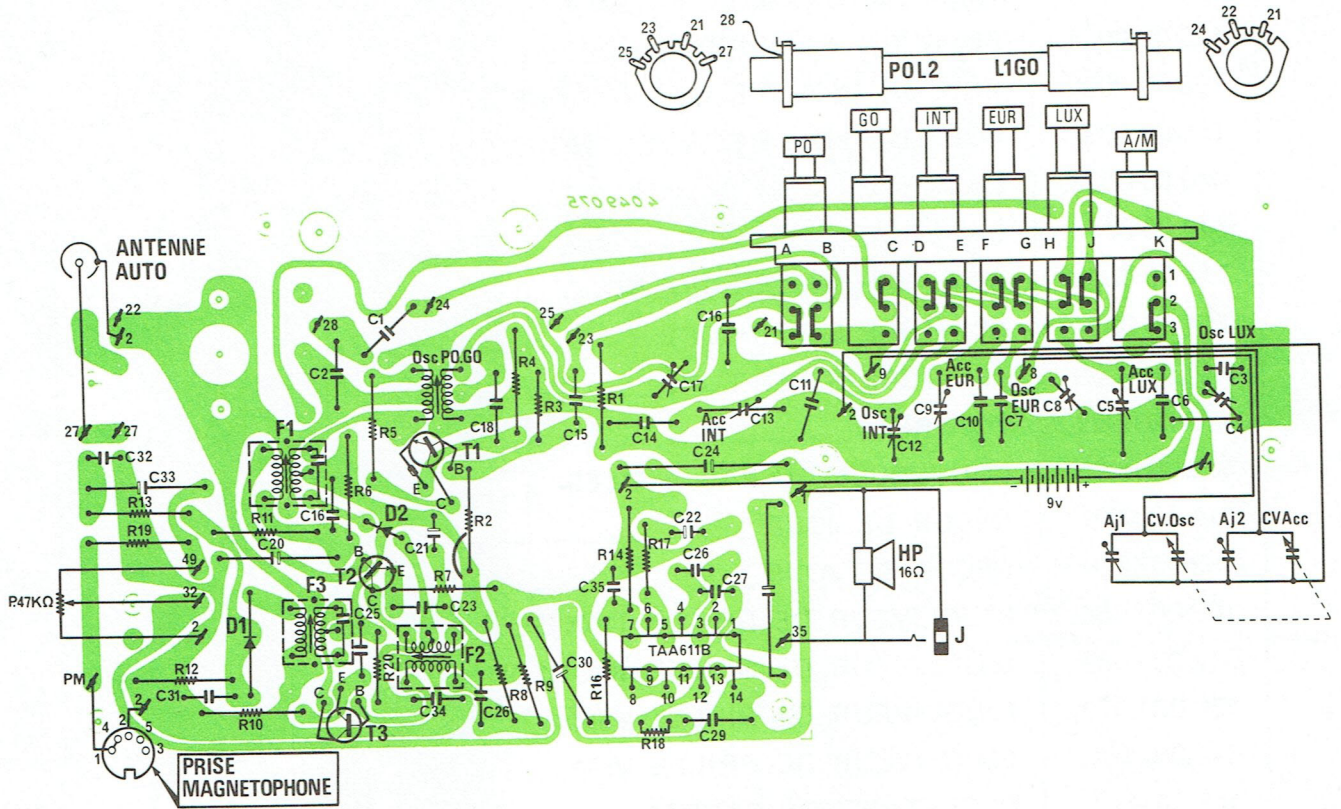 23
21
25
27
28
POL2
L1GO
22
21
24
PO
GO
INT
EUR
LUX
A/M
4049075
A
B
C
D
E
F
G
H
J
K
1
2
3
ANTENNE
AUTO
22
2
28
C1
24
25
23
C16
21
Osc LUX
C2
Osc PO.GO
R4
R3
R1
C17
C11
9
8
Acc
EUR
Acc
LUX
C3
27
27
R5
C18
C15
C14
Acc
INT
C13
2
Osc
INT
C12
C9
C10
C7
Osc
EUR
C8
C5
C6
C4
F1
T1
B
E
C
C32
C33
R13
R19
R11
C16
R6
D2
C21
R2
C24
2
1
1
-
+
9v
C20
B
E
C
T2
R7
C23
R14
R17
C22
C26
C27
C35
HP
16Ω
Aj1
CV.Osc
Aj2
CVAcc
49
P.47KΩ
32
2
D1
F3
C25
R20
F2
7
6
5
4
3
2
1
TAA611B
8
9
10
11
12
13
14
35
J
PM
R12
C31
R10
2
C
E
B
T3
C34
C26
R8
R9
C30
R16
R18
C29
4
2
5
1
3
PRISE
MAGNETOPHONE